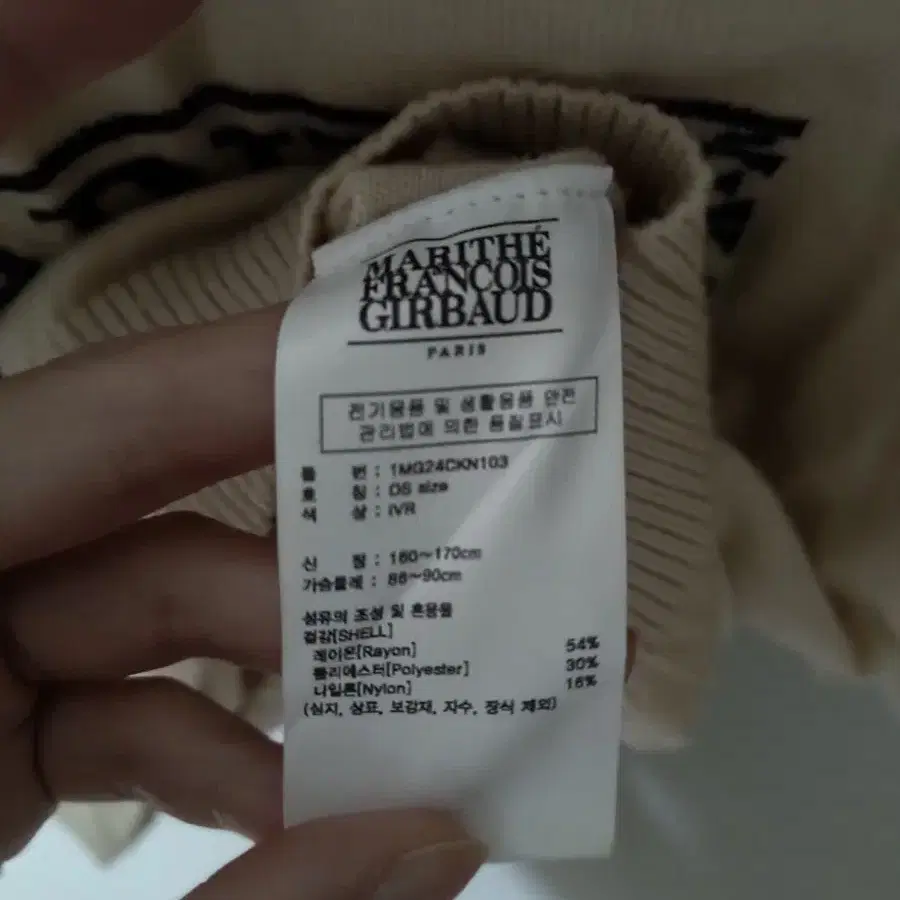 MARITHÉ
FRANCOIS
GIRBAUD
PARIS
전기용품 및 생활용품 안전
관리법에 의한 품질표시
품 번 : 1MG24CKN103
호 칭 : OS size
색 상 : IVR
신 장 : 160~170cm
가슴둘레 : 86~90cm
섬유의 조성 및 혼용율
겉감[SHELL]
레이온[Rayon] 54%
폴리에스터[Polyester] 30%
나일론[Nylon] 16%
(심지, 상표, 보강재, 자수, 장식 제외)